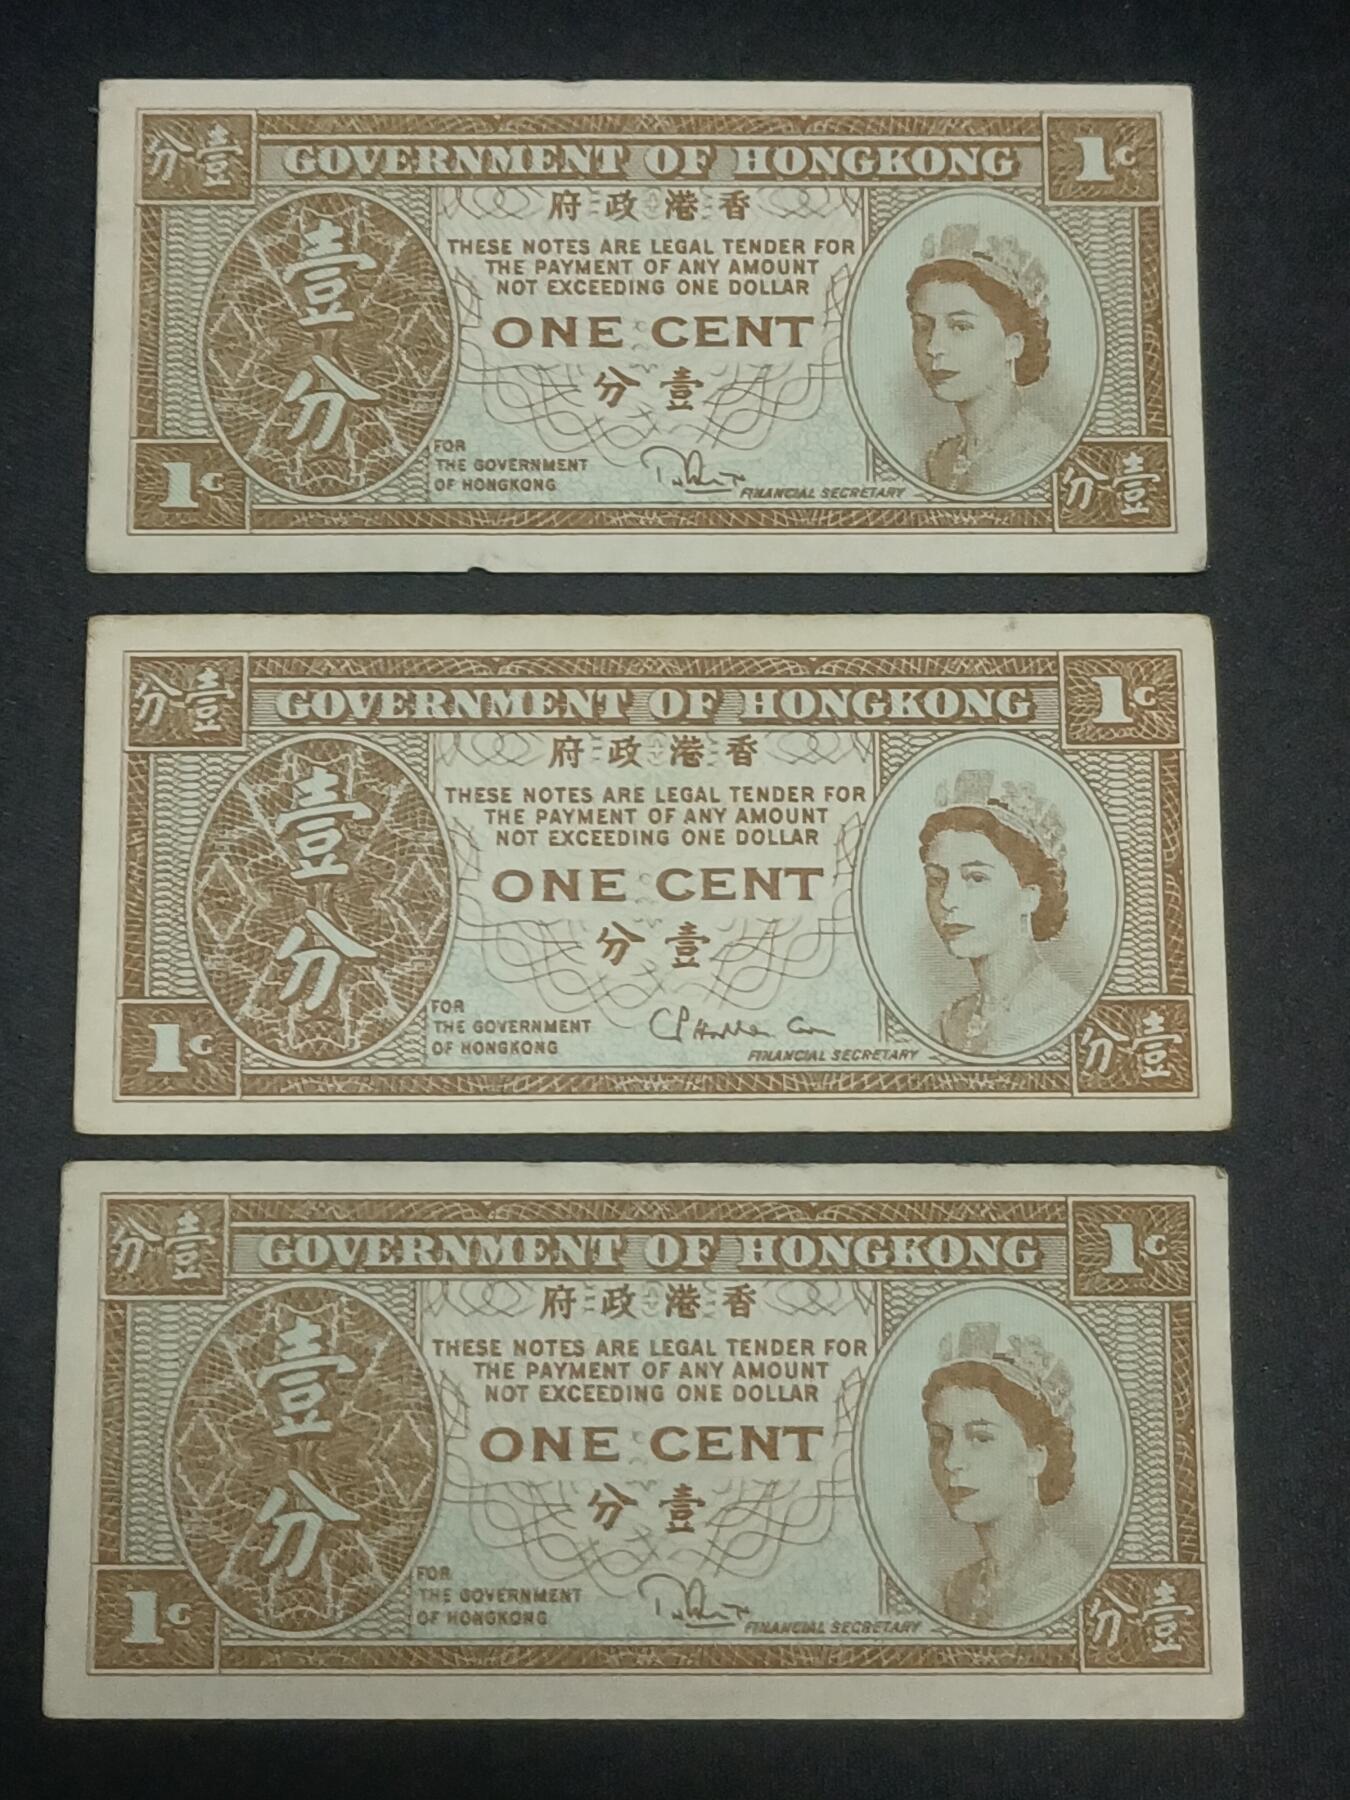 分壹 GOVERNMENT OF HONGKONG 1C
府政港香
壹分
THESE NOTES ARE LEGAL TENDER FOR
THE PAYMENT OF ANY AMOUNT
NOT EXCEEDING ONE DOLLAR
ONE CENT
分壹
FOR
THE GOVERNMENT
OF HONGKONG
FINANCIAL SECRETARY
1C
分壹
分壹 GOVERNMENT OF HONGKONG 1C
府政港香
壹分
THESE NOTES ARE LEGAL TENDER FOR
THE PAYMENT OF ANY AMOUNT
NOT EXCEEDING ONE DOLLAR
ONE CENT
分壹
FOR
THE GOVERNMENT
OF HONGKONG
FINANCIAL SECRETARY
1C
分壹
分壹 GOVERNMENT OF HONGKONG 1C
府政港香
壹分
THESE NOTES ARE LEGAL TENDER FOR
THE PAYMENT OF ANY AMOUNT
NOT EXCEEDING ONE DOLLAR
ONE CENT
分壹
FOR
THE GOVERNMENT
OF HONGKONG
FINANCIAL SECRETARY
1C
分壹